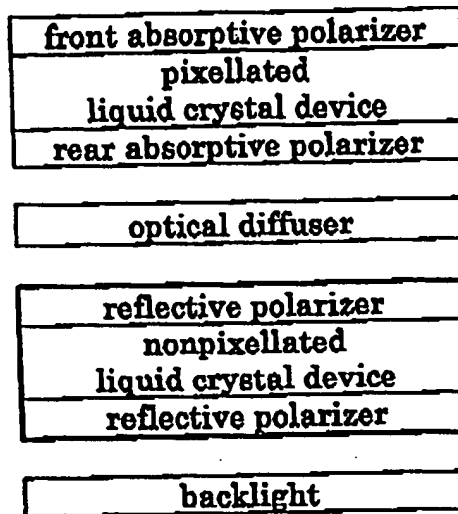 front absorptive polarizer
pixellated
liquid crystal device
rear absorptive polarizer
optical diffuser
reflective polarizer
nonpixellated
liquid crystal device
reflective polarizer
backlight